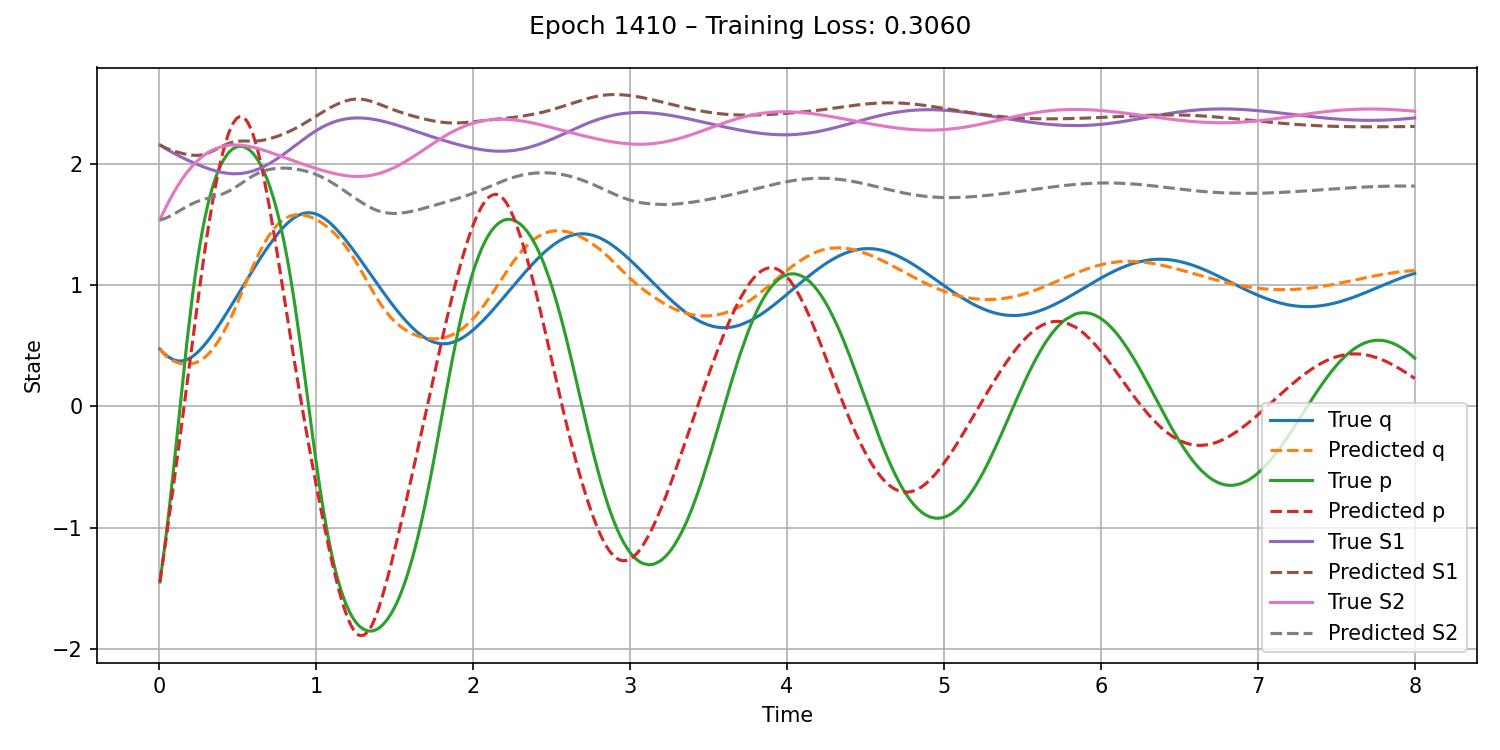 Epoch 1410 – Training Loss: 0.3060
State
2
1
0
−1
−2
0 1 2 3 4 5 6 7 8
Time
True q
Predicted q
True p
Predicted p
True S1
Predicted S1
True S2
Predicted S2